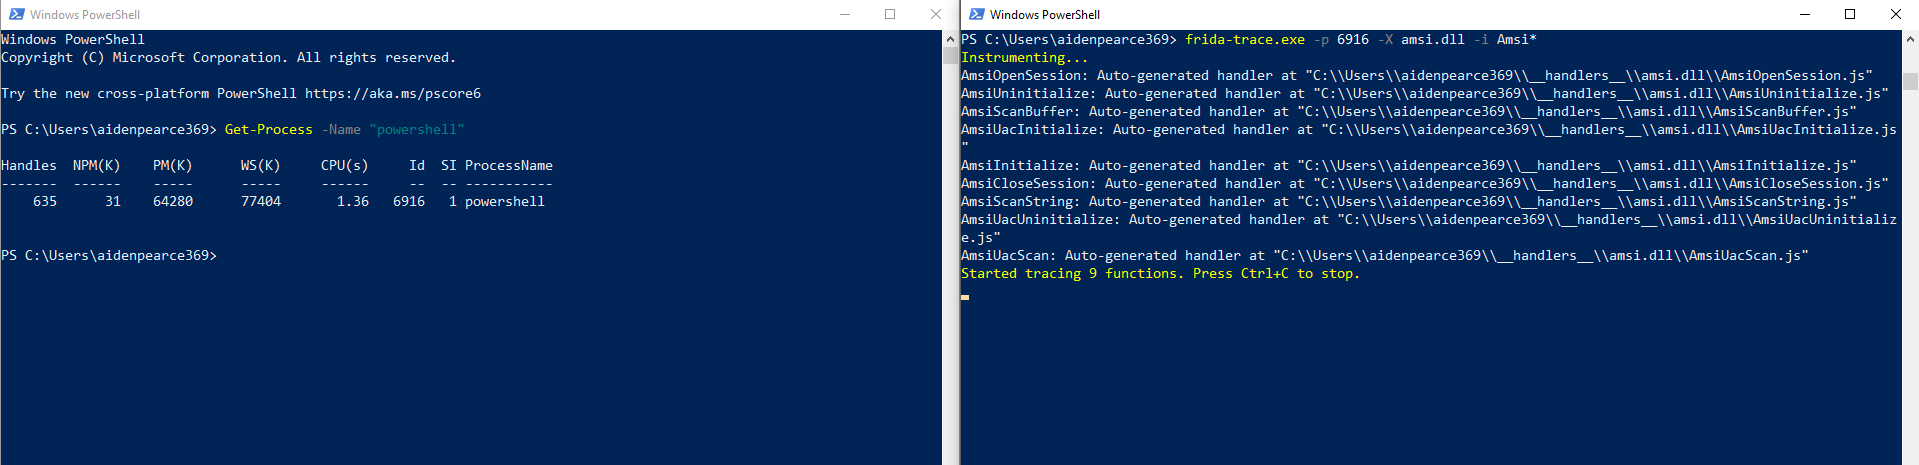 Windows PowerShell
Windows PowerShell
Copyright (C) Microsoft Corporation. All rights reserved.
Try the new cross-platform PowerShell https://aka.ms/pscore6
PS C:\Users\aidenpearce369> Get-Process -Name "powershell"
Handles  NPM(K)    PM(K)      WS(K)     CPU(s)     Id  SI ProcessName
-------  ------    -----      -----     ------     --  -- -----------
    635      31    64280      77404       1.36   6916   1 powershell
PS C:\Users\aidenpearce369>
Windows PowerShell
PS C:\Users\aidenpearce369> frida-trace.exe -p 6916 -X amsi.dll -i Amsi*
Instrumenting...
AmsiOpenSession: Auto-generated handler at "C:\\Users\\aidenpearce369\\__handlers__\\amsi.dll\\AmsiOpenSession.js"
AmsiUninitialize: Auto-generated handler at "C:\\Users\\aidenpearce369\\__handlers__\\amsi.dll\\AmsiUninitialize.js"
AmsiScanBuffer: Auto-generated handler at "C:\\Users\\aidenpearce369\\__handlers__\\amsi.dll\\AmsiScanBuffer.js"
AmsiUacInitialize: Auto-generated handler at "C:\\Users\\aidenpearce369\\__handlers__\\amsi.dll\\AmsiUacInitialize.js
"
AmsiInitialize: Auto-generated handler at "C:\\Users\\aidenpearce369\\__handlers__\\amsi.dll\\AmsiInitialize.js"
AmsiCloseSession: Auto-generated handler at "C:\\Users\\aidenpearce369\\__handlers__\\amsi.dll\\AmsiCloseSession.js"
AmsiScanString: Auto-generated handler at "C:\\Users\\aidenpearce369\\__handlers__\\amsi.dll\\AmsiScanString.js"
AmsiUacUninitialize: Auto-generated handler at "C:\\Users\\aidenpearce369\\__handlers__\\amsi.dll\\AmsiUacUninitializ
e.js"
AmsiUacScan: Auto-generated handler at "C:\\Users\\aidenpearce369\\__handlers__\\amsi.dll\\AmsiUacScan.js"
Started tracing 9 functions. Press Ctrl+C to stop.